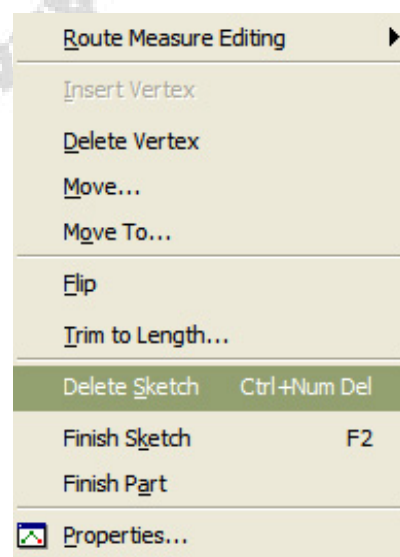 Route Measure Editing
Insert Vertex
Delete Vertex
Move...
Move To...
Flip
Trim to Length...
Delete Sketch Ctrl+Num Del
Finish Sketch F2
Finish Part
Properties...